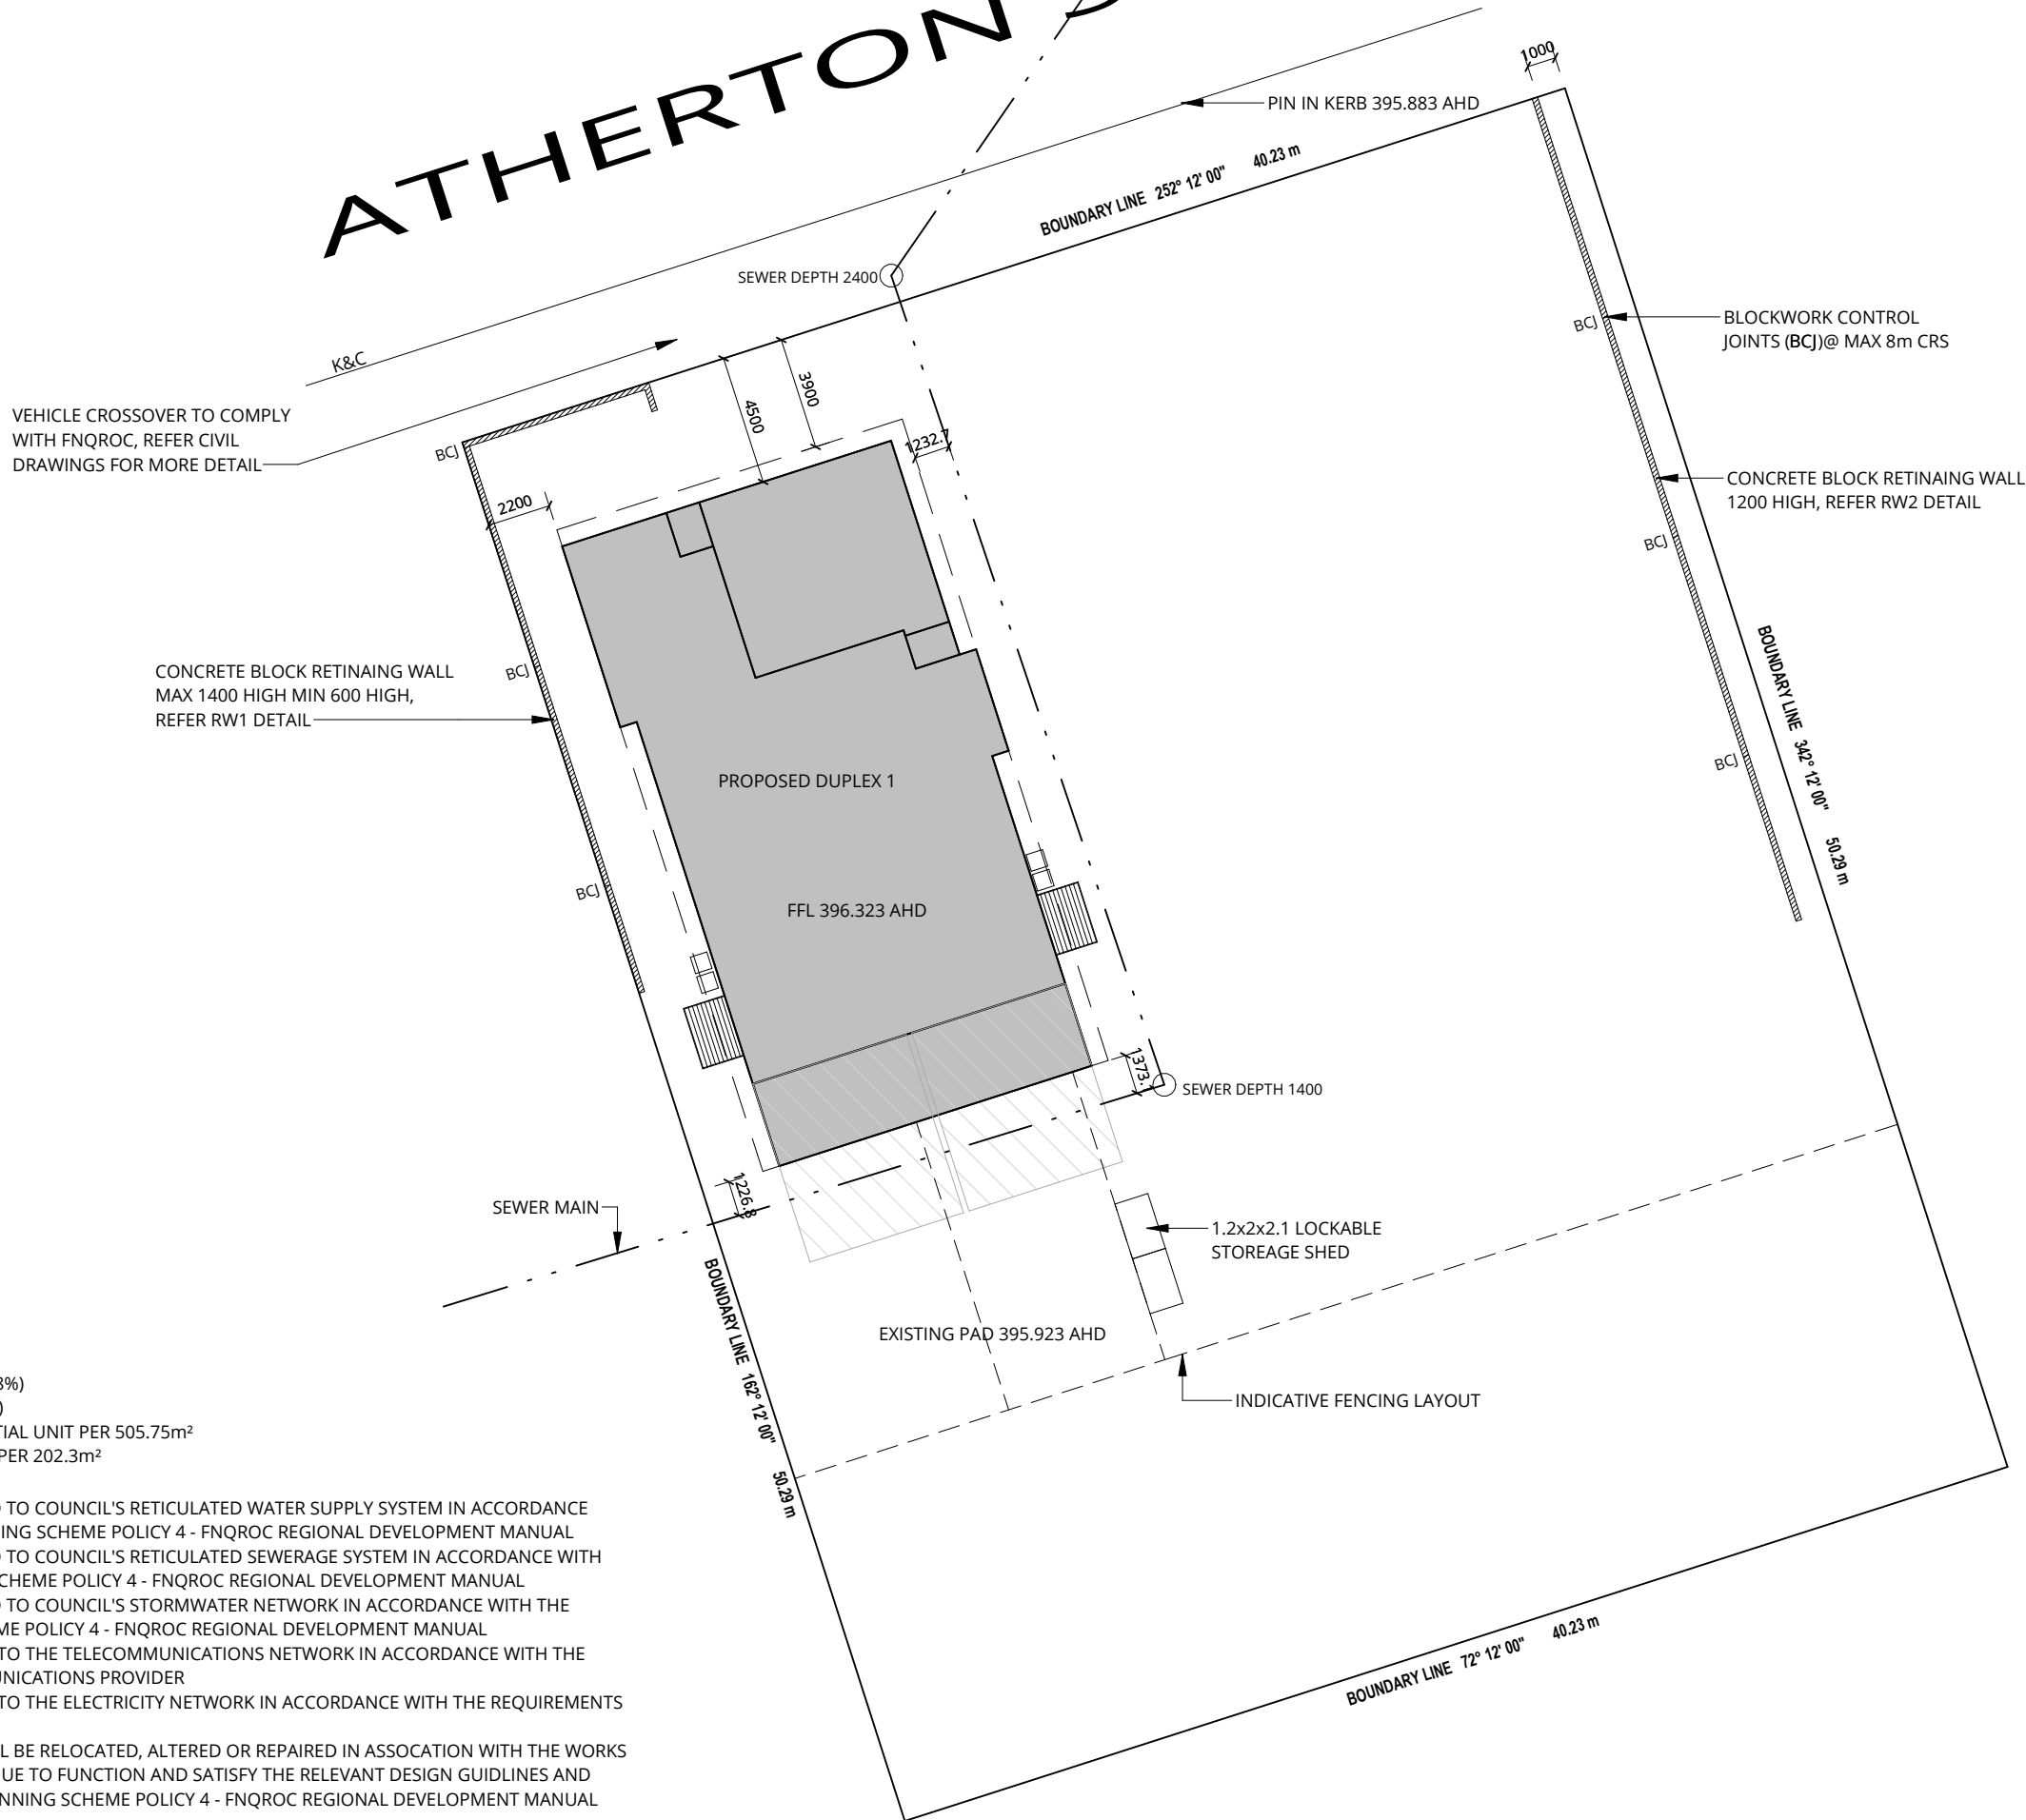 ATHERTON
1000
PIN IN KERB 395.883 AHD
BOUNDARY LINE 252° 12' 00" 40.23 m
SEWER DEPTH 2400
K&C
BCJ
BLOCKWORK CONTROL
JOINTS (BCJ)@ MAX 8m CRS
3900
4500
VEHICLE CROSSOVER TO COMPLY
WITH FNQROC, REFER CIVIL
DRAWINGS FOR MORE DETAIL
BCJ
1232.7
2200
CONCRETE BLOCK RETINAING WALL
1200 HIGH, REFER RW2 DETAIL
BCJ
BCJ
CONCRETE BLOCK RETINAING WALL
MAX 1400 HIGH MIN 600 HIGH,
REFER RW1 DETAIL
BOUNDARY LINE 342° 12' 00" 50.29 m
BCJ
PROPOSED DUPLEX 1
BCJ
FFL 396.323 AHD
1373.
SEWER DEPTH 1400
1226.8
SEWER MAIN
1.2x2x2.1 LOCKABLE
STOREAGE SHED
BOUNDARY LINE 162° 12' 00" 50.29 m
EXISTING PAD 395.923 AHD
INDICATIVE FENCING LAYOUT
8%)
)
TIAL UNIT PER 505.75m²
PER 202.3m²
TO COUNCIL'S RETICULATED WATER SUPPLY SYSTEM IN ACCORDANCE
ING SCHEME POLICY 4 - FNQROC REGIONAL DEVELOPMENT MANUAL
TO COUNCIL'S RETICULATED SEWERAGE SYSTEM IN ACCORDANCE WITH
CHEME POLICY 4 - FNQROC REGIONAL DEVELOPMENT MANUAL
TO COUNCIL'S STORMWATER NETWORK IN ACCORDANCE WITH THE
ME POLICY 4 - FNQROC REGIONAL DEVELOPMENT MANUAL
TO THE TELECOMMUNICATIONS NETWORK IN ACCORDANCE WITH THE
UNICATIONS PROVIDER
TO THE ELECTRICITY NETWORK IN ACCORDANCE WITH THE REQUIREMENTS
L BE RELOCATED, ALTERED OR REPAIRED IN ASSOCATION WITH THE WORKS
UE TO FUNCTION AND SATISFY THE RELEVANT DESIGN GUIDLINES AND
NNING SCHEME POLICY 4 - FNQROC REGIONAL DEVELOPMENT MANUAL
BOUNDARY LINE 72° 12' 00" 40.23 m